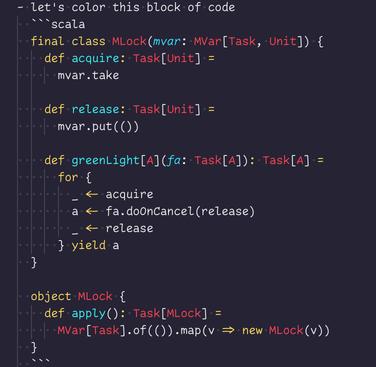 - let's color this block of code
```scala
final class MLock(mvar: MVar[Task, Unit]) {
  def acquire: Task[Unit] =
    mvar.take

  def release: Task[Unit] =
    mvar.put(())

  def greenLight[A](fa: Task[A]): Task[A] =
    for {
      _ <- acquire
      a <- fa.doOnCancel(release)
      _ <- release
    } yield a
}

object MLock {
  def apply(): Task[MLock] =
    MVar[Task].of(()).map(v => new MLock(v))
}
```